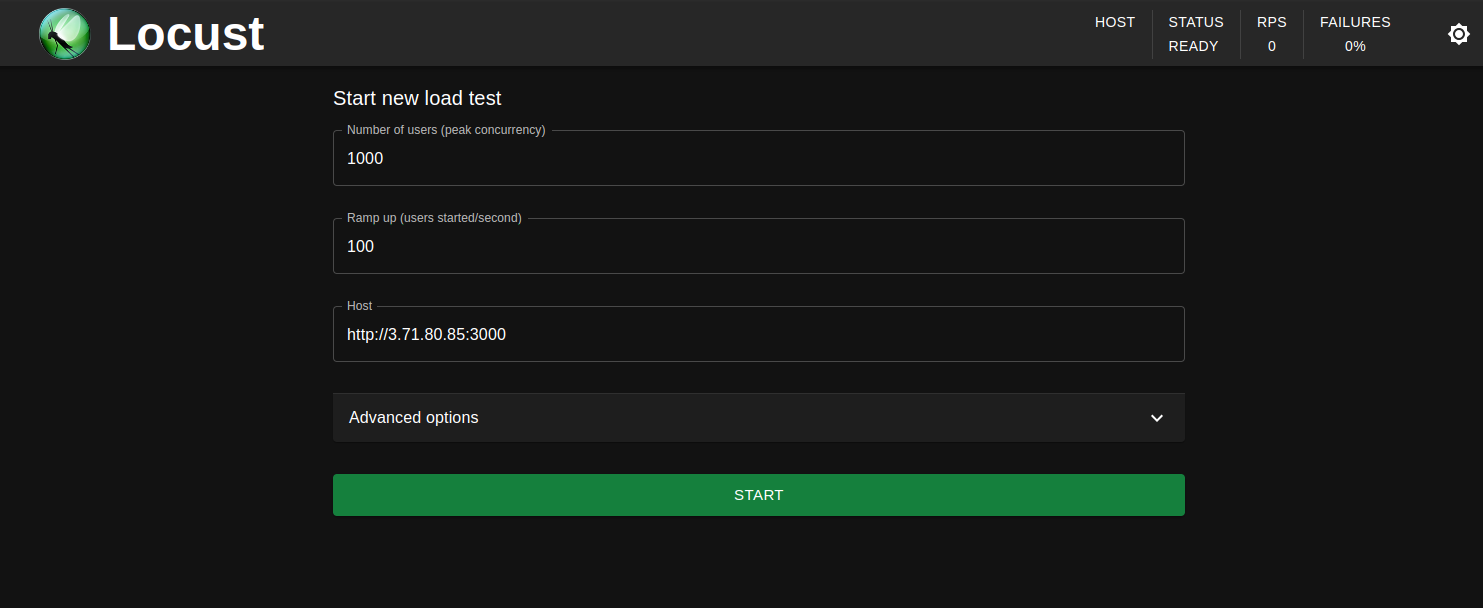 Locust
HOST
STATUS
READY
RPS
0
FAILURES
0%
Start new load test
Number of users (peak concurrency)
1000
Ramp up (users started/second)
100
Host
http://3.71.80.85:3000
Advanced options
START